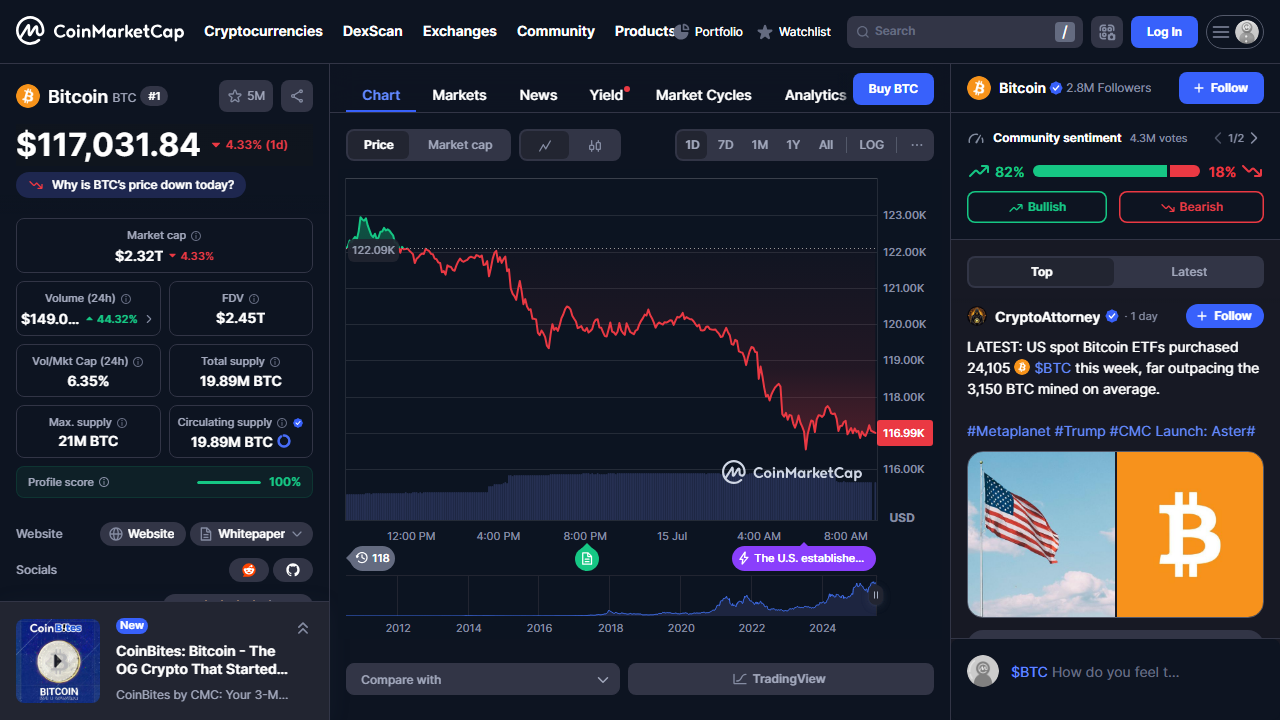 CoinMarketCap
Cryptocurrencies
DexScan
Exchanges
Community
Products
Portfolio
Watchlist
Search
/
Log In
Bitcoin BTC #1
5M
$117,031.84
4.33% (1d)
Why is BTC's price down today?
Market cap
$2.32T 4.33%
Volume (24h)
$149.0... 44.32%
FDV
$2.45T
Vol/Mkt Cap (24h)
6.35%
Total supply
19.89M BTC
Max. supply
21M BTC
Circulating supply
19.89M BTC
Profile score
100%
Website
Website
Whitepaper
Socials
CoinBites
BITCOIN
New
CoinBites: Bitcoin - The
OG Crypto That Started...
CoinBites by CMC: Your 3-M...
Chart
Markets
News
Yield
Market Cycles
Analytics
Buy BTC
Price
Market cap
1D
7D
1M
1Y
All
LOG
...
123.00K
122.09K
122.00K
121.00K
120.00K
119.00K
118.00K
116.99K
116.00K
CoinMarketCap
USD
12:00 PM
4:00 PM
8:00 PM
15 Jul
4:00 AM
8:00 AM
118
The U.S. establishe...
2012
2014
2016
2018
2020
2022
2024
Compare with
TradingView
Bitcoin 2.8M Followers
+ Follow
Community sentiment 4.3M votes
1/2
82%
18%
Bullish
Bearish
Top
Latest
CryptoAttorney · 1 day
+ Follow
LATEST: US spot Bitcoin ETFs purchased
24,105 $BTC this week, far outpacing the
3,150 BTC mined on average.
#Metaplanet #Trump #CMC Launch: Aster#
$BTC How do you feel t...